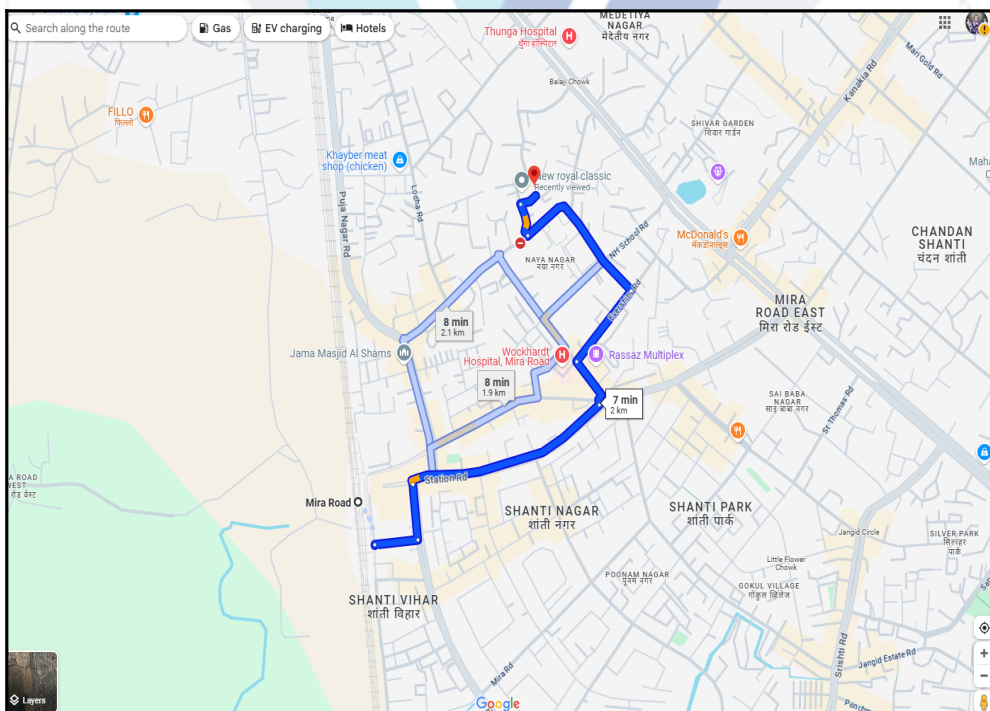 Search along the route
Gas
EV charging
Hotels
MEDETIYA
NAGAR
मेदेतीय नगर
Thunga Hospital
थुंगा हॉस्पिटल
Balaji Chowk
Kanakia Rd
Mari Gold Rd
FILLO
फिल्लो
SHIVAR GARDEN
शिवार गार्डन
Khayber meat
shop (chicken)
Lodha Rd
Puja Nagar Rd
new royal classic
Recently viewed
McDonald's
मॅकडोनाल्ड्स
CHANDAN
SHANTI
चंदन शांती
NH School Rd
NAYA NAGAR
नया नगर
MIRA
ROAD EAST
मिरा रोड ईस्ट
8 min
2.1 km
Jama Masjid Al Shams
Wockhardt
Hospital, Mira Road
Rassaz Multiplex
8 min
1.9 km
7 min
2 km
SAI BABA
NAGAR
साई बाबा नगर
St Thomas Rd
A ROAD
WEST
रोड वेस्ट
Station Rd
Mira Road
SHANTI NAGAR
शांती नगर
SHANTI PARK
शांती पार्क
Jangid Circle
SILVER PARK
सिल्व्हर
पार्क
Little Flower
Chowk
POONAM NAGAR
पूनम नगर
GOKUL VILLAGE
गोकुल व्हिलेज
SHANTI VIHAR
शांती विहार
Srishti Rd
Jangid Estate Rd
Mira Rd
Layers
Google